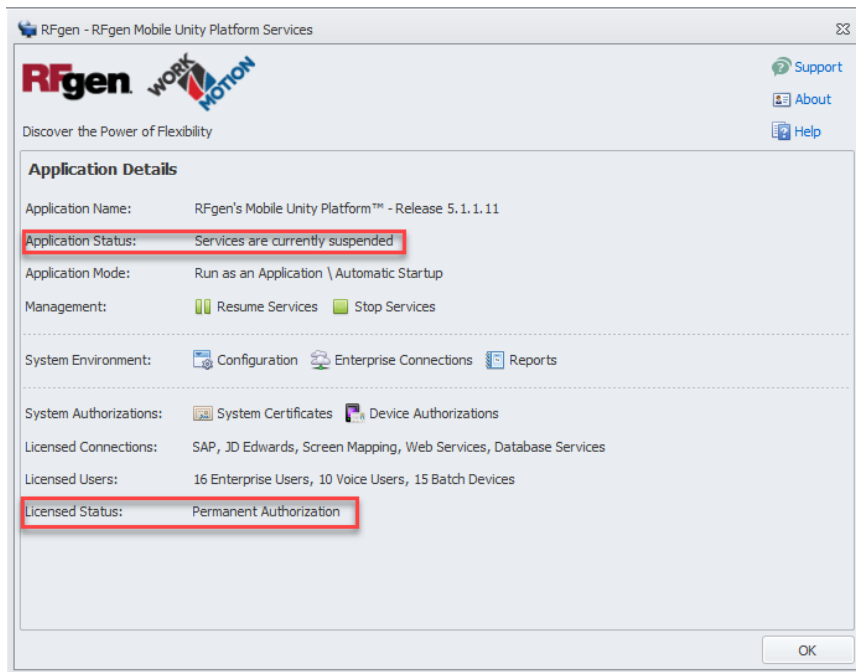 RFgen - RFgen Mobile Unity Platform Services
RFgen WORK IN MOTION
Support
About
Discover the Power of Flexibility
Help
Application Details
Application Name: RFgen's Mobile Unity Platform™ - Release 5.1.1.11
Application Status: Services are currently suspended
Application Mode: Run as an Application \ Automatic Startup
Management: Resume Services Stop Services
System Environment: Configuration Enterprise Connections Reports
System Authorizations: System Certificates Device Authorizations
Licensed Connections: SAP, JD Edwards, Screen Mapping, Web Services, Database Services
Licensed Users: 16 Enterprise Users, 10 Voice Users, 15 Batch Devices
Licensed Status: Permanent Authorization
OK